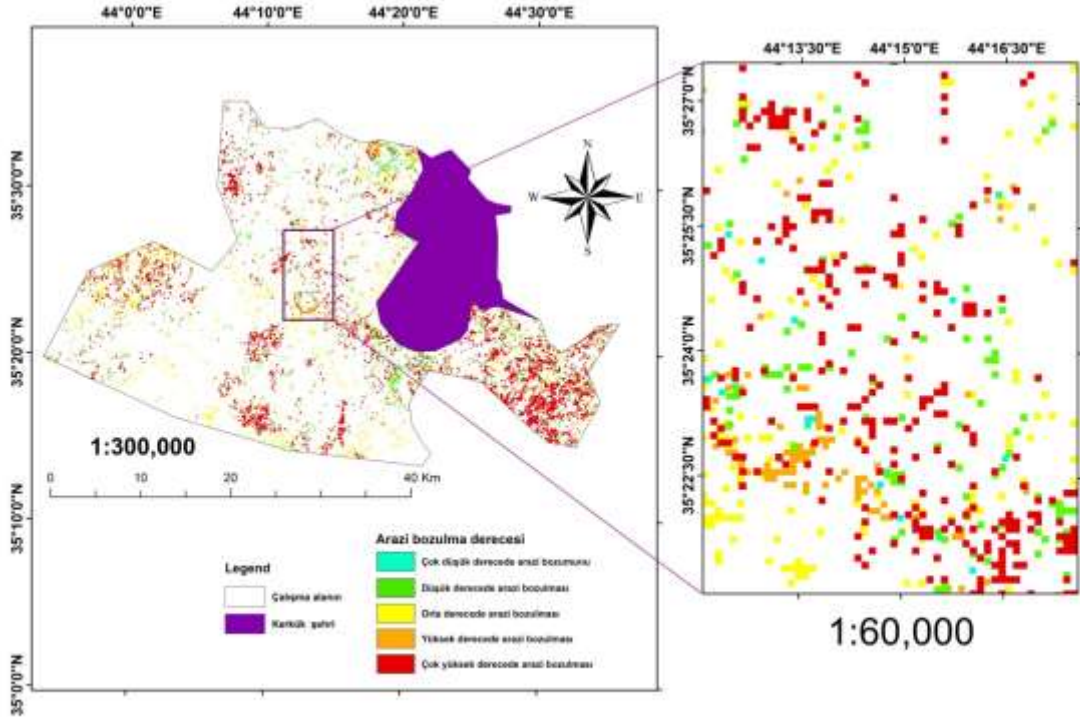 44°0'0"E 44°10'0"E 44°20'0"E 44°30'0"E
44°13'30"E 44°15'0"E 44°16'30"E
35°30'0"N
35°20'0"N
35°10'0"N
35°0'0"N
N
W E
S
35°27'0"N
35°25'30"N
35°24'0"N
35°22'30"N
1:300,000
0 10 20 40 Km
Legend
Çalışma alanın
Kerkük şehri
Arazi bozulma derecesi
Çok düşük derecede arazi bozumunu
Düşük derecede arazi bozulması
Orta derecede arazi bozulması
Yüksek derecede arazi bozulması
Çok yüksek derecede arazi bozulması
1:60,000